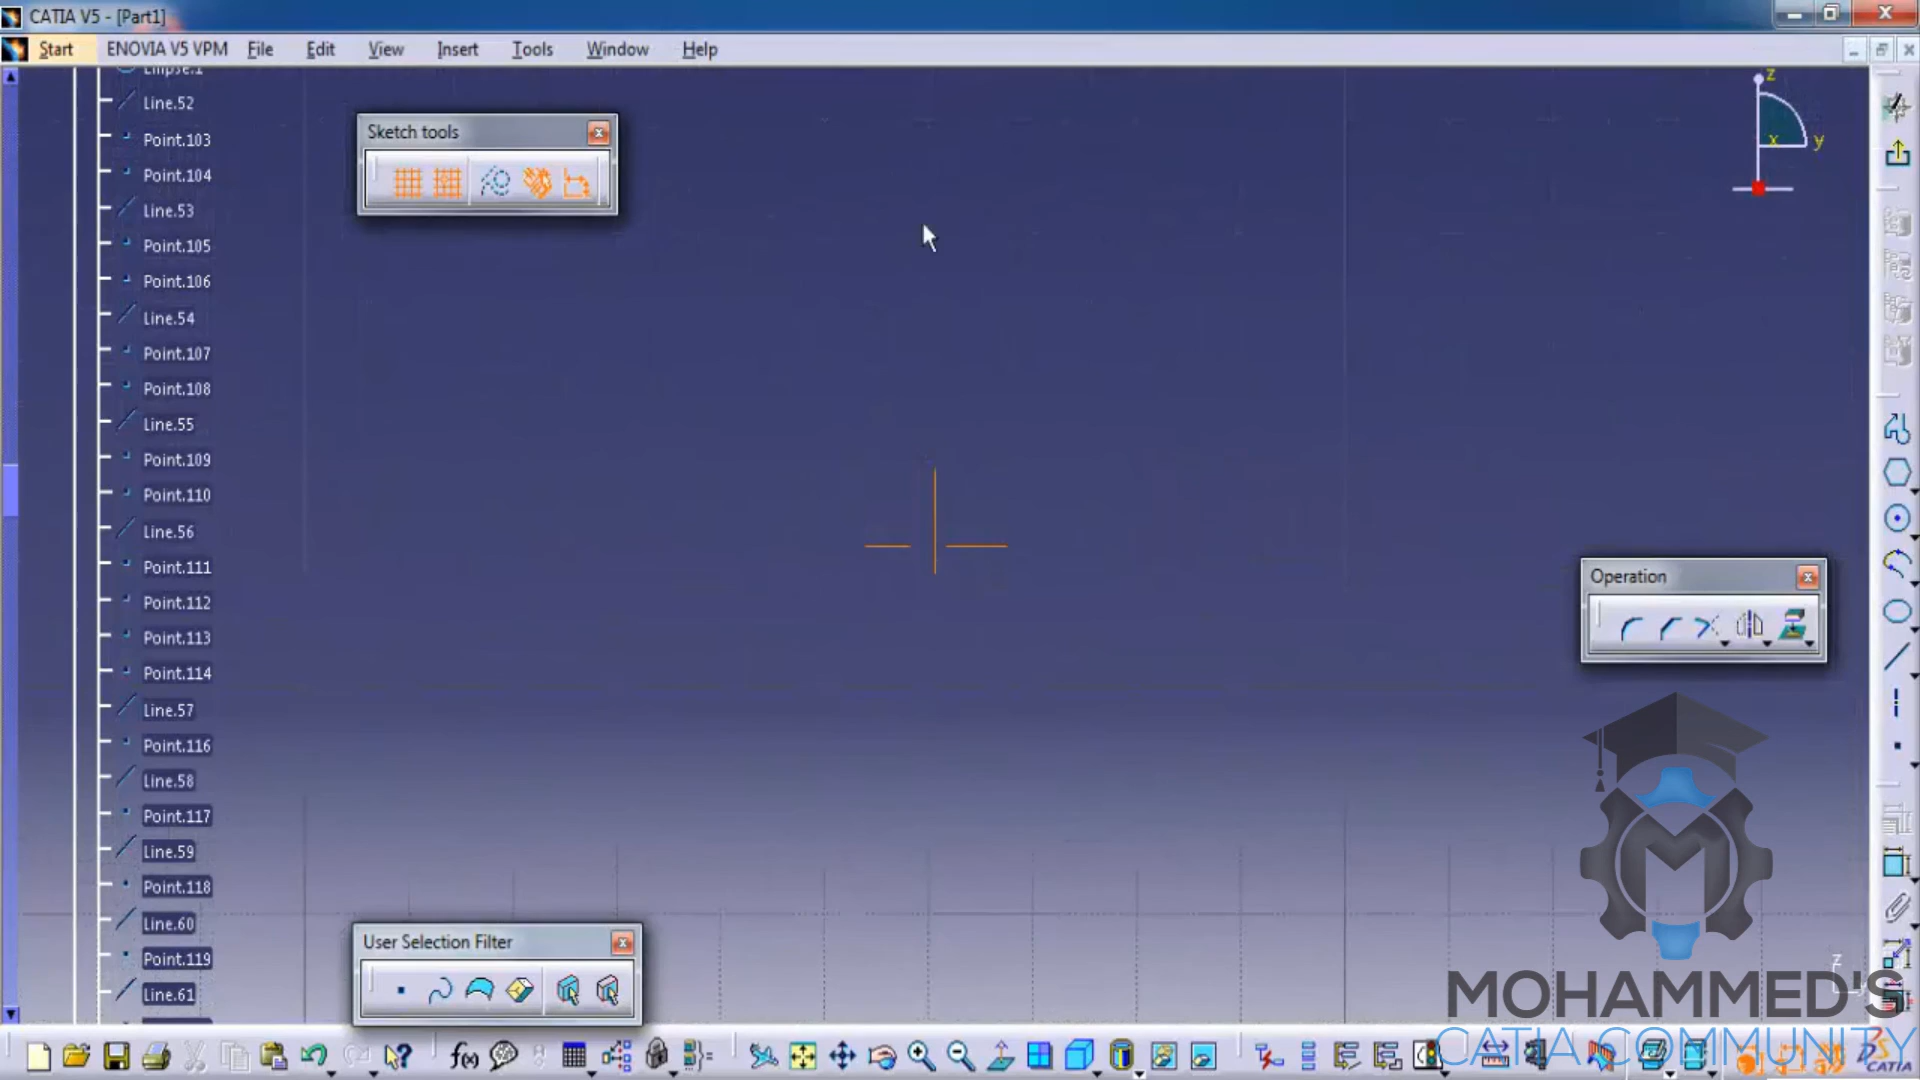 CATIA V5 - [Part1]
Start ENOVIA V5 VPM File Edit View Insert Tools Window Help
Ellipse.1
Line.52
Point.103
Point.104
Line.53
Point.105
Point.106
Line.54
Point.107
Point.108
Line.55
Point.109
Point.110
Line.56
Point.111
Point.112
Point.113
Point.114
Line.57
Point.116
Line.58
Point.117
Line.59
Point.118
Line.60
Point.119
Line.61
Sketch tools
z
x y
Operation
User Selection Filter
Z
MOHAMMED'S
CATIA COMMUNITY
f(x)
CATIA